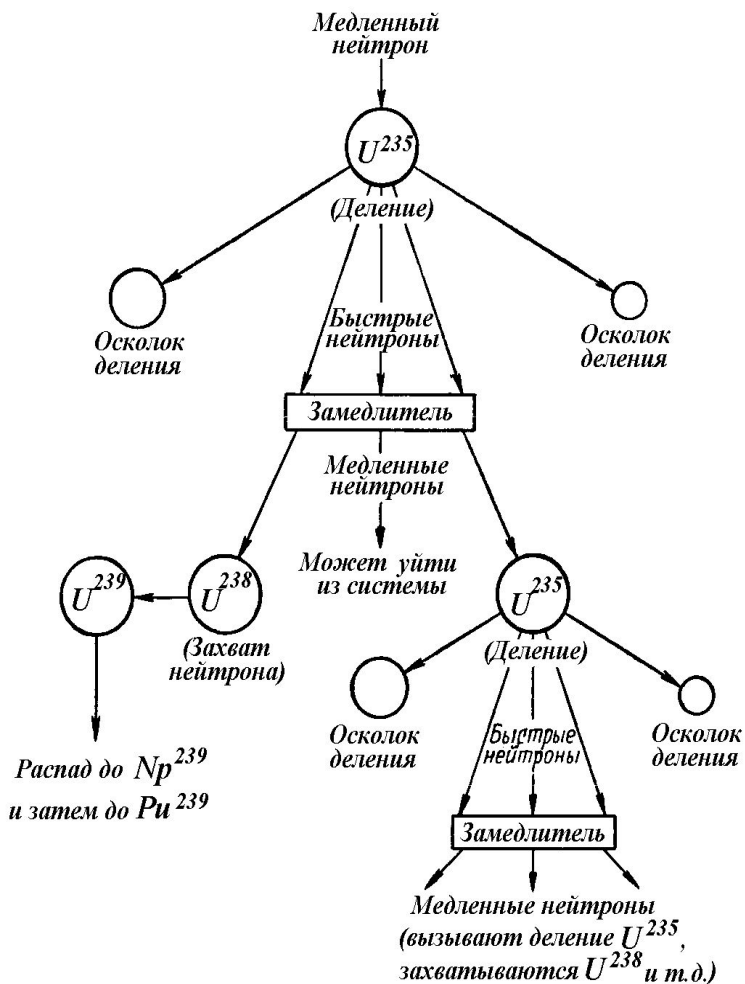 Медленный
нейтрон
U²³⁵
(Деление)
Быстрые
нейтроны
Осколок
деления
Осколок
деления
Замедлитель
Медленные
нейтроны
Может уйти
из системы
U²³⁹
U²³⁸
(Захват
нейтрона)
Распад до Np²³⁹
и затем до Pu²³⁹
U²³⁵
(Деление)
Осколок
деления
Быстрые
нейтроны
Осколок
деления
Замедлитель
Медленные нейтроны
(вызывают деление U²³⁵,
захватываются U²³⁸ и т.д.)